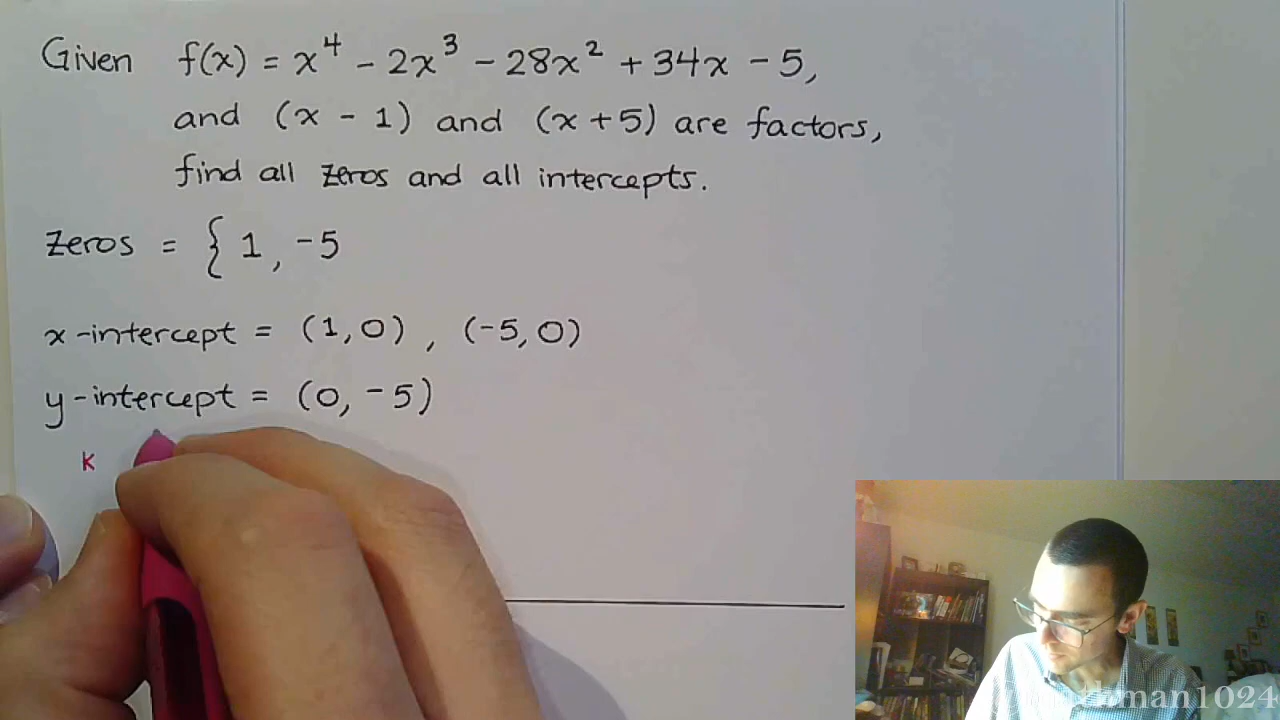 Given f(x) = x⁴ - 2x³ - 28x² + 34x - 5,
and (x - 1) and (x + 5) are factors,
find all zeros and all intercepts.
zeros = { 1, -5
x-intercept = (1, 0), (-5, 0)
y-intercept = (0, -5)
K